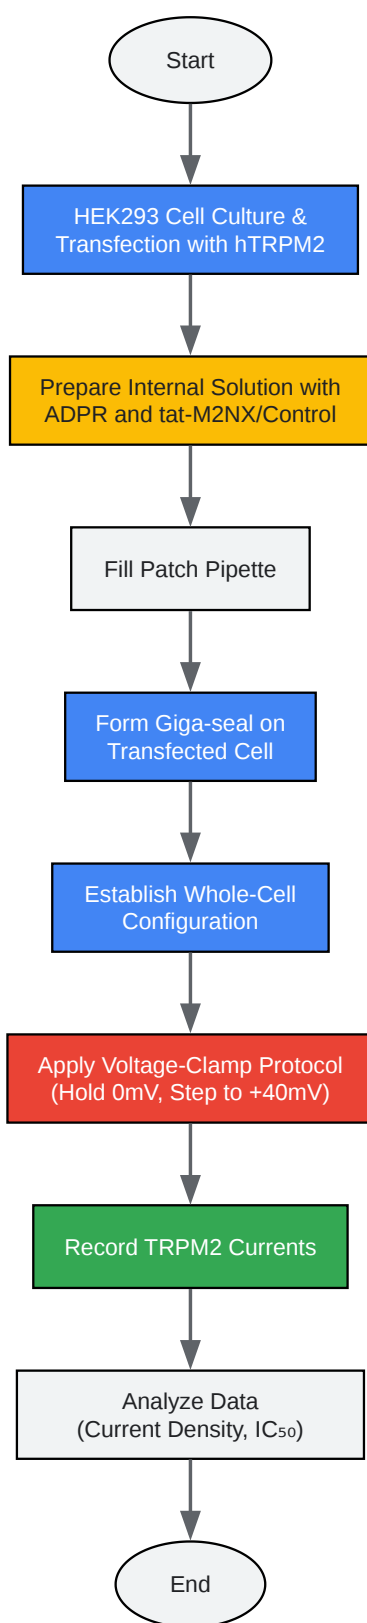 Start
HEK293 Cell Culture &
Transfection with hTRPM2
Prepare Internal Solution with
ADPR and tat-M2NX/Control
Fill Patch Pipette
Form Giga-seal on
Transfected Cell
Establish Whole-Cell
Configuration
Apply Voltage-Clamp Protocol
(Hold 0mV, Step to +40mV)
Record TRPM2 Currents
Analyze Data
(Current Density, IC₅₀)
End